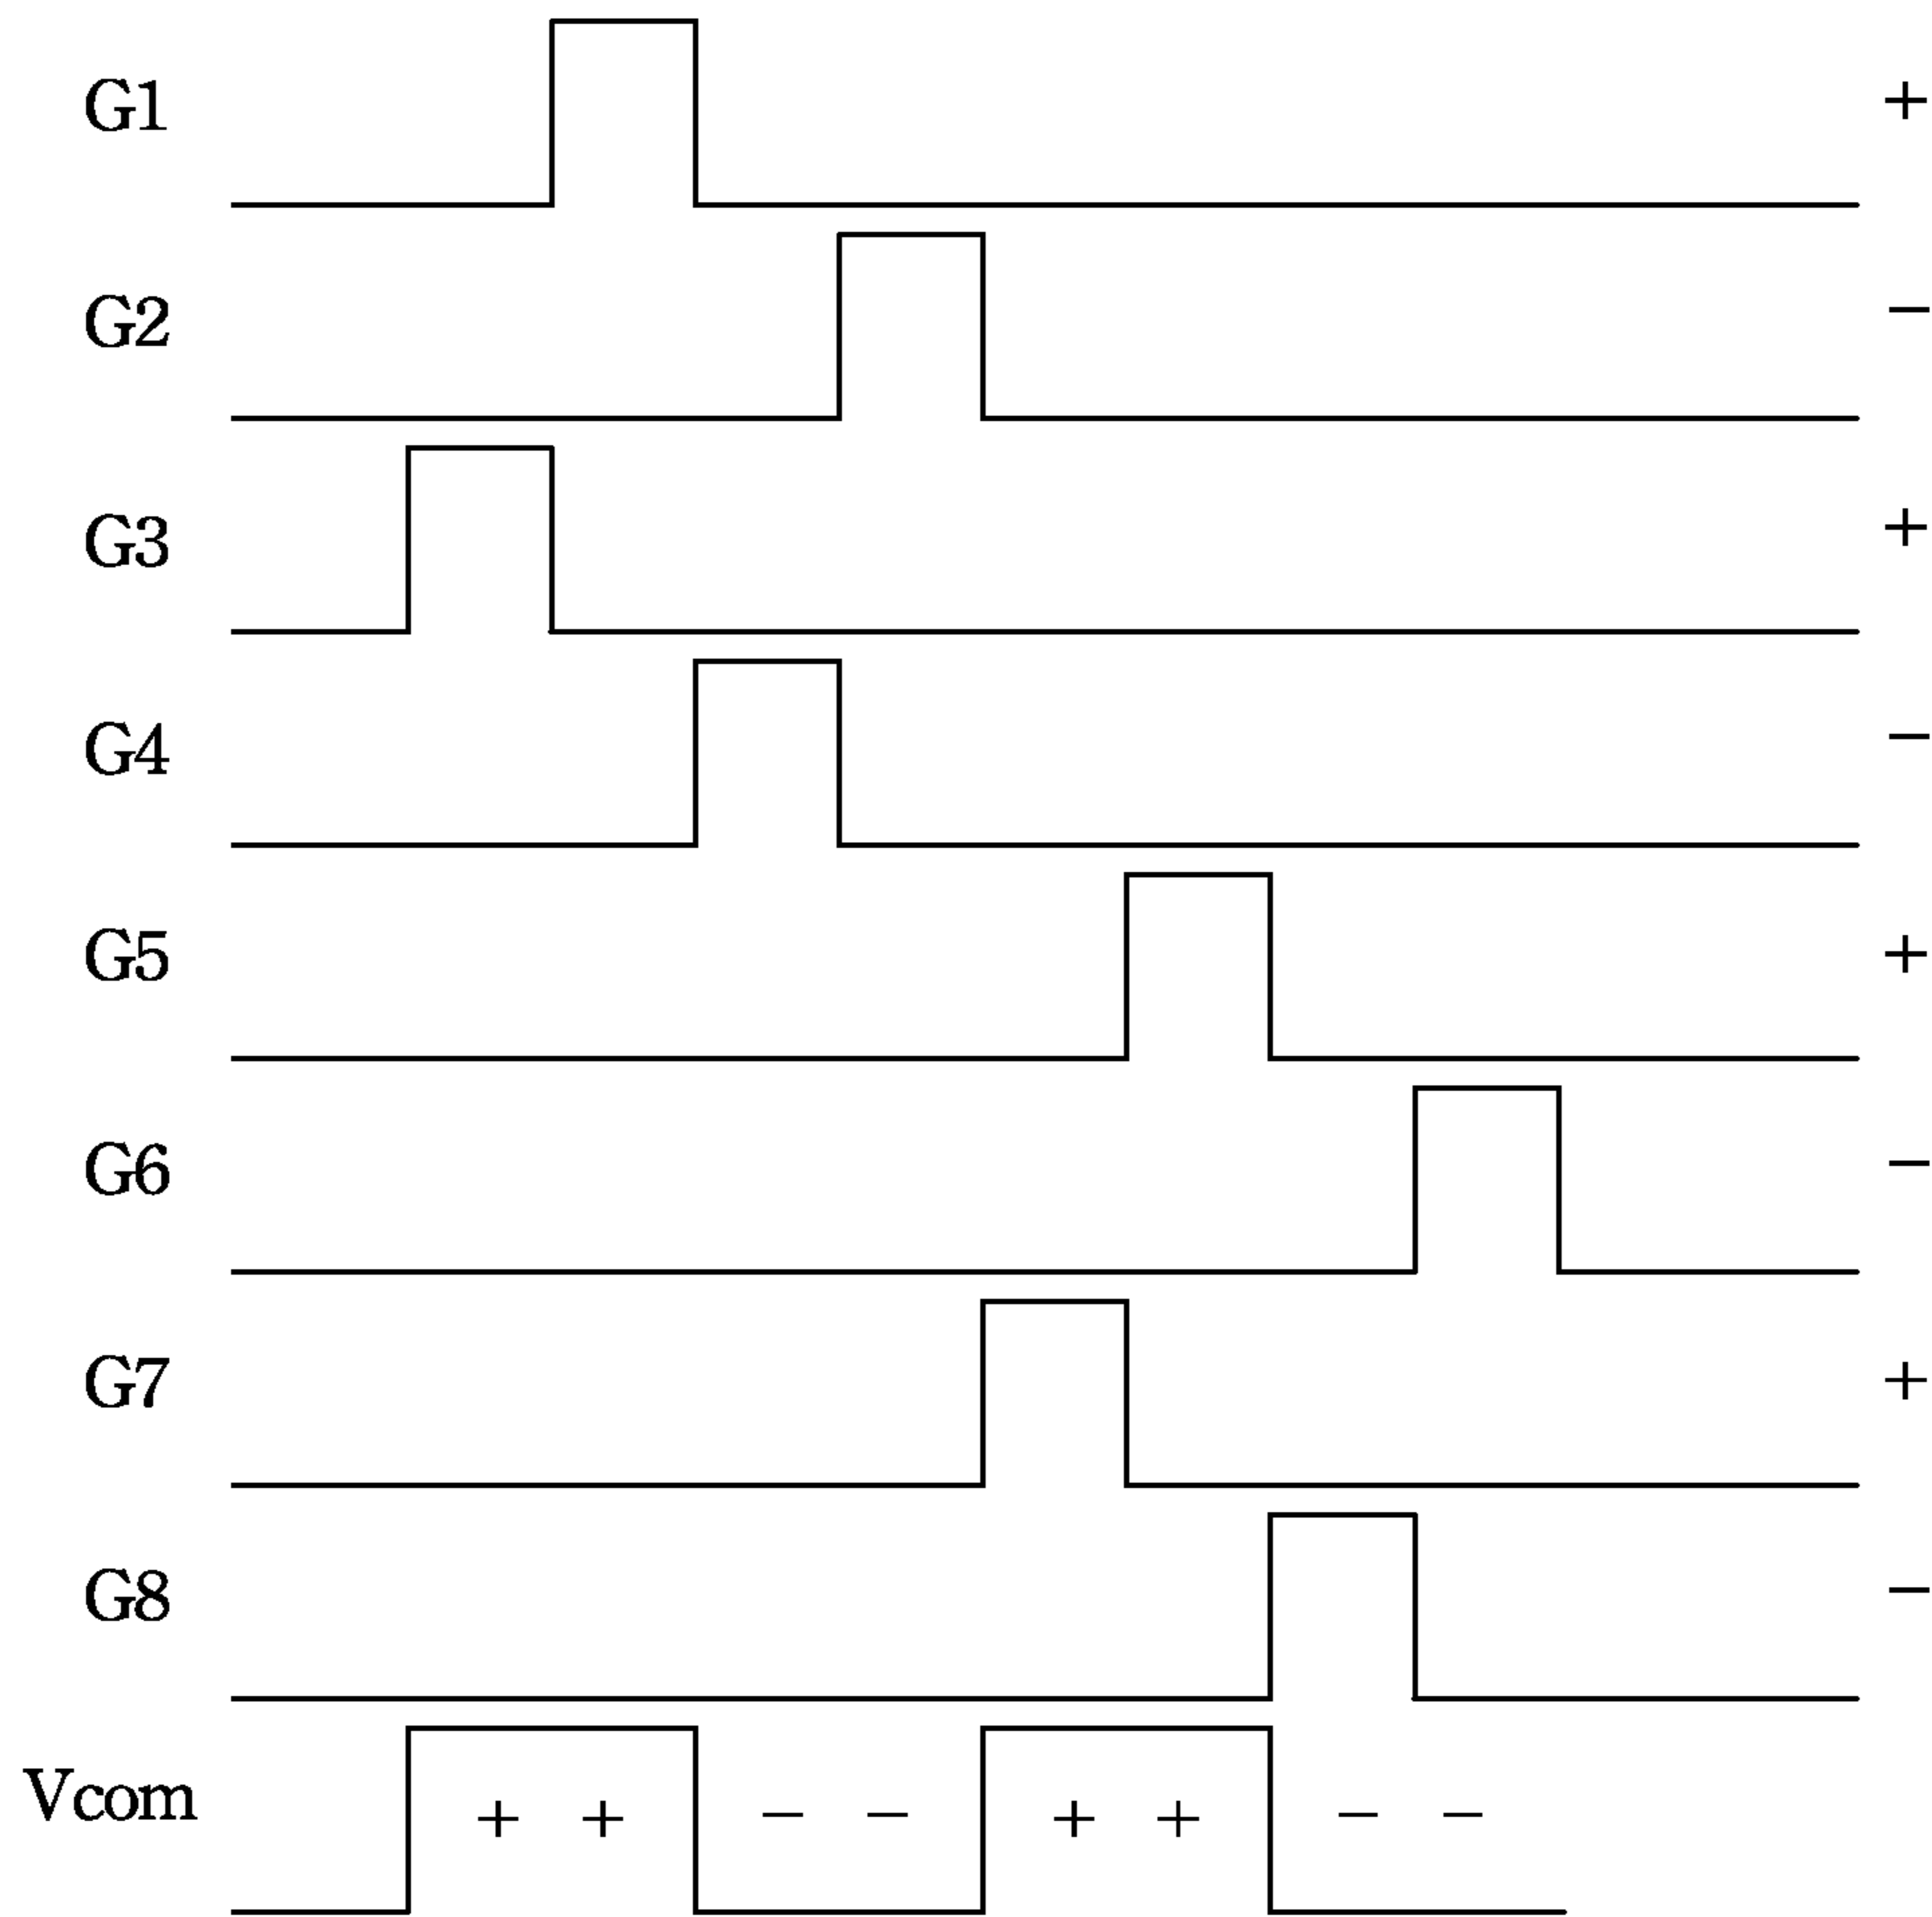 G1 +
G2 −
G3 +
G4 −
G5 +
G6 −
G7 +
G8 −
Vcom + + − − + + − −